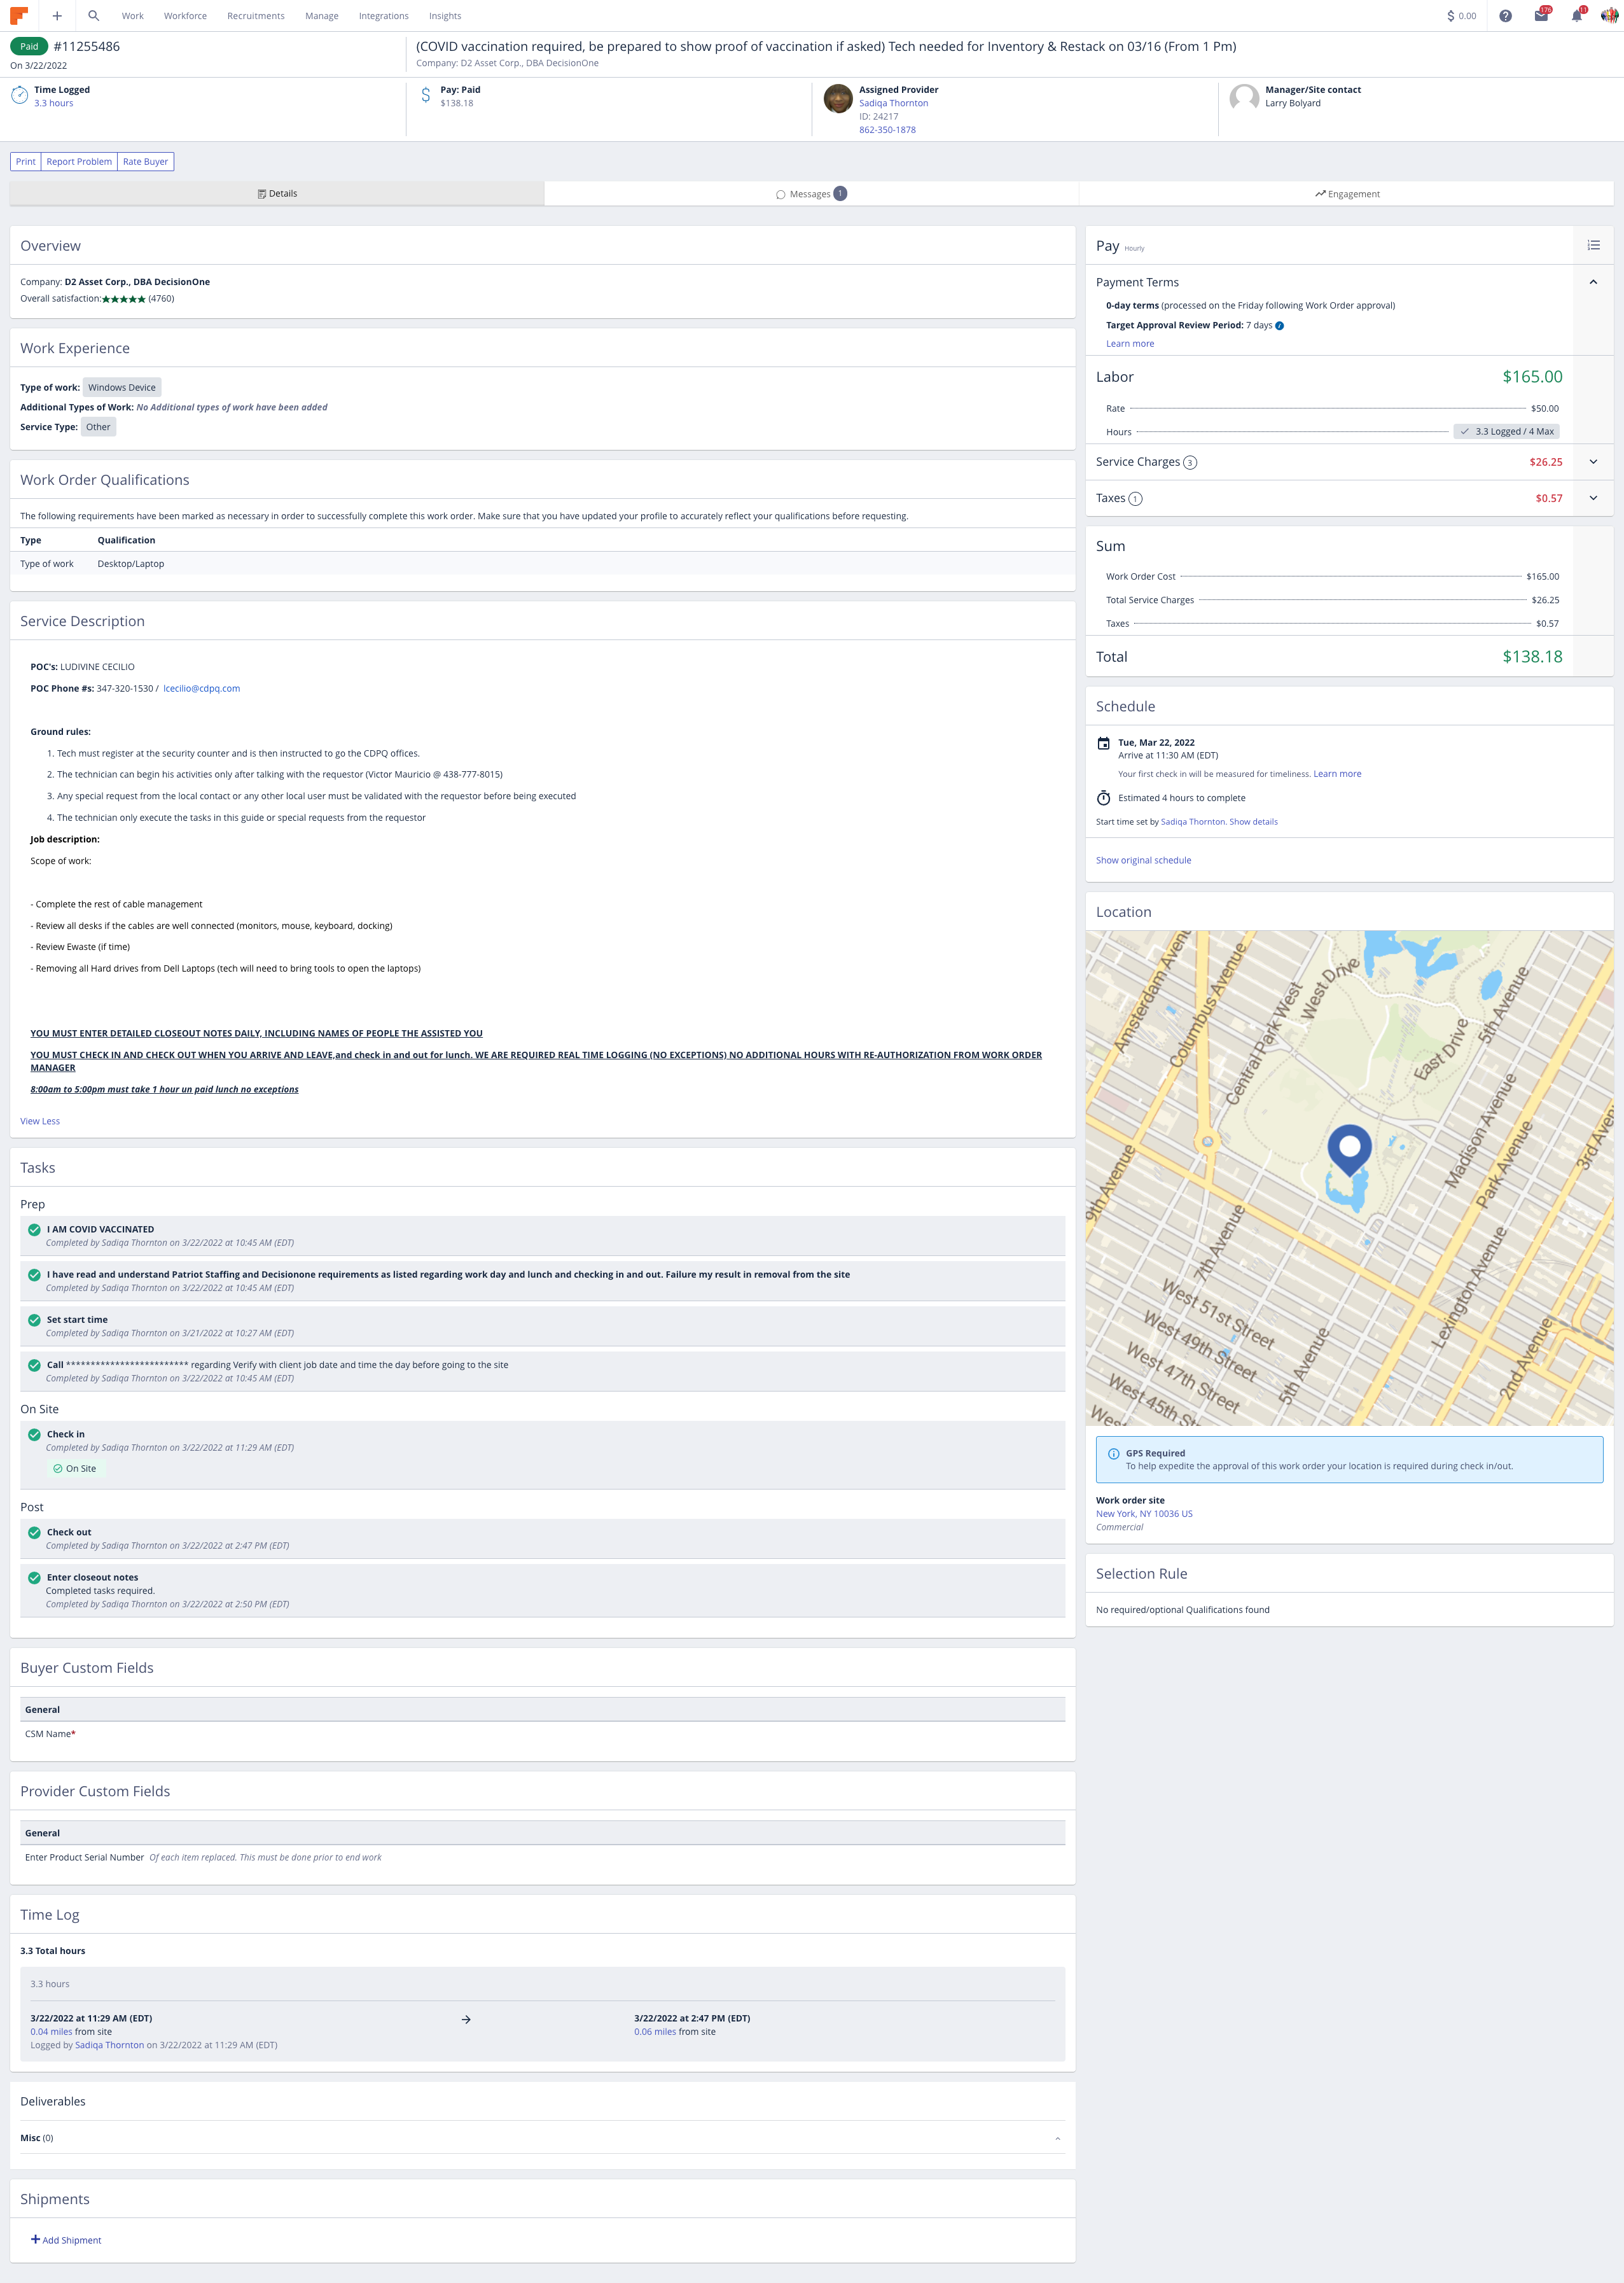 Work Workforce Recruitments Manage Integrations Insights $ 0.00 176 11
Paid #11255486
On 3/22/2022
(COVID vaccination required, be prepared to show proof of vaccination if asked) Tech needed for Inventory & Restack on 03/16 (From 1 Pm)
Company: D2 Asset Corp., DBA DecisionOne
Time Logged
3.3 hours
Pay: Paid
$138.18
Assigned Provider
Sadiqa Thornton
ID: 24217
862-350-1878
Manager/Site contact
Larry Bolyard
Print Report Problem Rate Buyer
Details Messages 1 Engagement
Overview
Company: D2 Asset Corp., DBA DecisionOne
Overall satisfaction:★★★★★ (4760)
Work Experience
Type of work: Windows Device
Additional Types of Work: No Additional types of work have been added
Service Type: Other
Work Order Qualifications
The following requirements have been marked as necessary in order to successfully complete this work order. Make sure that you have updated your profile to accurately reflect your qualifications before requesting.
Type Qualification
Type of work Desktop/Laptop
Service Description
POC's: LUDIVINE CECILIO
POC Phone #s: 347-320-1530 / lcecilio@cdpq.com
Ground rules:
1. Tech must register at the security counter and is then instructed to go the CDPQ offices.
2. The technician can begin his activities only after talking with the requestor (Victor Mauricio @ 438-777-8015)
3. Any special request from the local contact or any other local user must be validated with the requestor before being executed
4. The technician only execute the tasks in this guide or special requests from the requestor
Job description:
Scope of work:
- Complete the rest of cable management
- Review all desks if the cables are well connected (monitors, mouse, keyboard, docking)
- Review Ewaste (if time)
- Removing all Hard drives from Dell Laptops (tech will need to bring tools to open the laptops)
YOU MUST ENTER DETAILED CLOSEOUT NOTES DAILY, INCLUDING NAMES OF PEOPLE THE ASSISTED YOU
YOU MUST CHECK IN AND CHECK OUT WHEN YOU ARRIVE AND LEAVE,and check in and out for lunch. WE ARE REQUIRED REAL TIME LOGGING (NO EXCEPTIONS) NO ADDITIONAL HOURS WITH RE-AUTHORIZATION FROM WORK ORDER
MANAGER
8:00am to 5:00pm must take 1 hour un paid lunch no exceptions
View Less
Tasks
Prep
I AM COVID VACCINATED
Completed by Sadiqa Thornton on 3/22/2022 at 10:45 AM (EDT)
I have read and understand Patriot Staffing and Decisionone requirements as listed regarding work day and lunch and checking in and out. Failure my result in removal from the site
Completed by Sadiqa Thornton on 3/22/2022 at 10:45 AM (EDT)
Set start time
Completed by Sadiqa Thornton on 3/21/2022 at 10:27 AM (EDT)
Call ************************* regarding Verify with client job date and time the day before going to the site
Completed by Sadiqa Thornton on 3/22/2022 at 10:45 AM (EDT)
On Site
Check in
Completed by Sadiqa Thornton on 3/22/2022 at 11:29 AM (EDT)
On Site
Post
Check out
Completed by Sadiqa Thornton on 3/22/2022 at 2:47 PM (EDT)
Enter closeout notes
Completed tasks required.
Completed by Sadiqa Thornton on 3/22/2022 at 2:50 PM (EDT)
Buyer Custom Fields
General
CSM Name*
Provider Custom Fields
General
Enter Product Serial Number Of each item replaced. This must be done prior to end work
Time Log
3.3 Total hours
3.3 hours
3/22/2022 at 11:29 AM (EDT) → 3/22/2022 at 2:47 PM (EDT)
0.04 miles from site 0.06 miles from site
Logged by Sadiqa Thornton on 3/22/2022 at 11:29 AM (EDT)
Deliverables
Misc (0)
Shipments
+ Add Shipment
Pay Hourly
Payment Terms
0-day terms (processed on the Friday following Work Order approval)
Target Approval Review Period: 7 days
Learn more
Labor $165.00
Rate $50.00
Hours 3.3 Logged / 4 Max
Service Charges 3 $26.25
Taxes 1 $0.57
Sum
Work Order Cost $165.00
Total Service Charges $26.25
Taxes $0.57
Total $138.18
Schedule
Tue, Mar 22, 2022
Arrive at 11:30 AM (EDT)
Your first check in will be measured for timeliness. Learn more
Estimated 4 hours to complete
Start time set by Sadiqa Thornton. Show details
Show original schedule
Location
Amsterdam Avenu
Columbus Avenue
Central Park West
West Drive
East Drive
5th Avenue
Madison Avenue
Park Avenue
3rd Aven
9th Avenue
7th Avenue
West 51st Street
West 49th Street
West 47th Street
West 45th St
Wes
5th Avenue
Lexington Avenue
2nd Avenue
GPS Required
To help expedite the approval of this work order your location is required during check in/out.
Work order site
New York, NY 10036 US
Commercial
Selection Rule
No required/optional Qualifications found